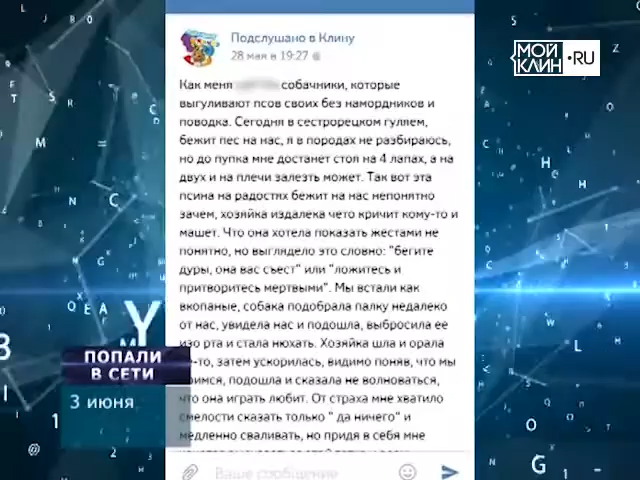 Подслушано в Клину
28 мая в 19:27
МОЙ
КЛИН .RU
Как меня собачники, которые
выгуливают псов своих без намордников и
поводка. Сегодня в сестрорецком гуляем,
бежит пес на нас, я в породах не разбираюсь,
но до пупка мне достанет стоя на 4 лапах, а на
двух и на плечи залезть может. Так вот эта
псина на радостях бежит на нас непонятно
зачем, хозяйка издалека чето кричит кому-то и
машет. Что она хотела показать жестами не
понятно, но выглядело это словно: "бегите
дуры, она вас съест" или "ложитесь и
притворитесь мертвыми". Мы встали как
вкопаные, собака подобрала палку недалеко
от нас, увидела нас и подошла, выбросила ее
изо рта и стала нюхать. Хозяйка шла и орала
то, затем ускорилась, видимо поняв, что мы
подошла и сказала не волноваться,
что она играть любит. От страха мне хватило
смелости сказать только " да ничего" и
медленно сваливать, но придя в себя мне
ПОПАЛИ
В СЕТИ
3 июня
Ваше сообщение